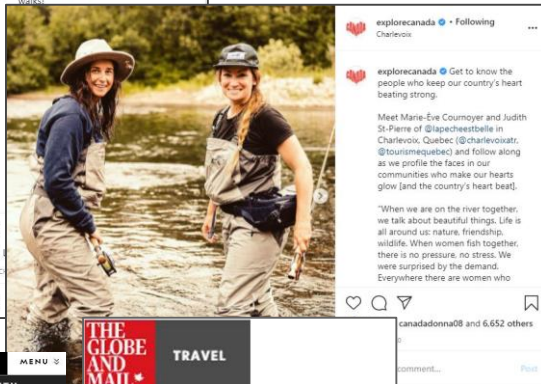 walks!
explorecanada • Following
Charlevoix
explorecanada Get to know the
people who keep our country's heart
beating strong.
Meet Marie-Ève Cournoyer and Judith
St-Pierre of @lapecheestbelle in
Charlevoix, Quebec (@charlevoixatr,
@tourismequebec) and follow along
as we profile the faces in our
communities who make our hearts
glow [and the country's heart beat].
"When we are on the river together,
we talk about beautiful things. Life is
all around us: nature, friendship,
wildlife. When women fish together,
there is no pressure, no stress. We
were surprised by the demand.
Everywhere there are women who
canadadonna08 and 6,652 others
comment...
Post
MENU
THE
GLOBE
AND
MAIL
TRAVEL